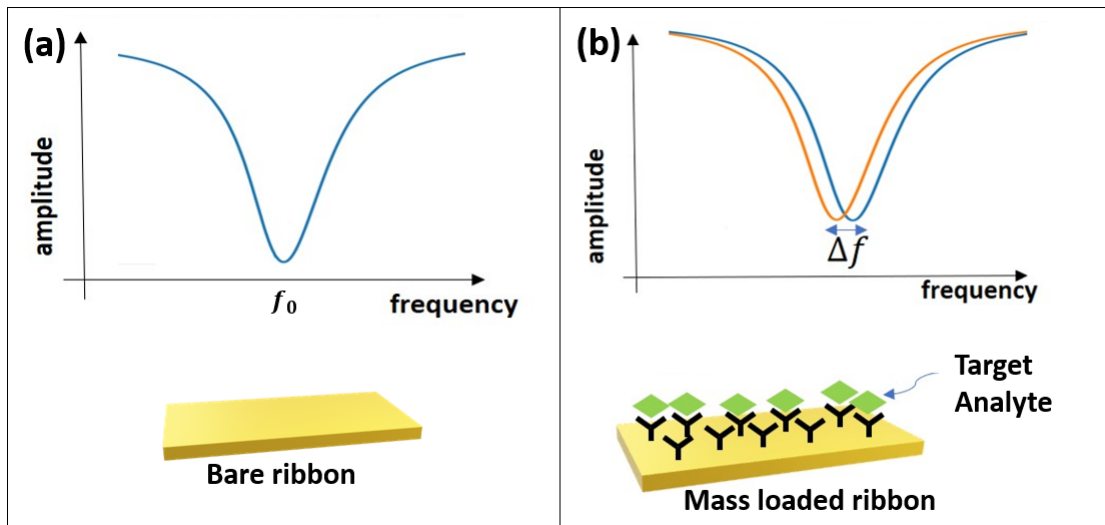 (a)
amplitude
f₀
frequency
Bare ribbon
(b)
amplitude
Δf
frequency
Target
Analyte
Mass loaded ribbon